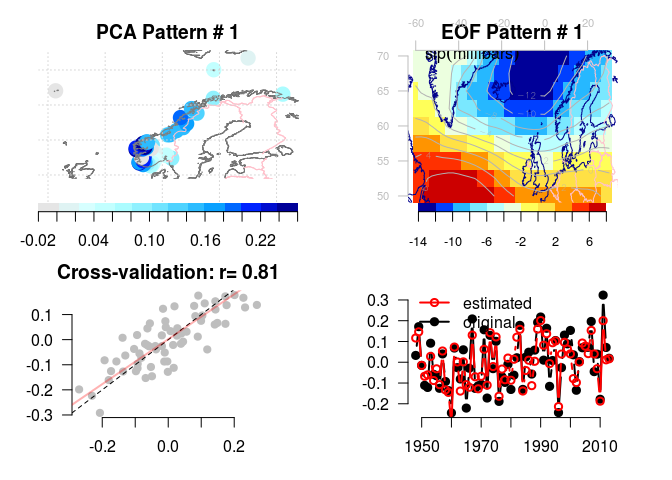 PCA Pattern # 1
-0.02 0.04 0.10 0.16 0.22
-60 -20 0 20
EOF Pattern # 1
slp(millibars)
70
65
60
55
50
-12
-10
-14 -10 -6 -2 2 6
Cross-validation: r= 0.81
0.1
0.0
-0.1
-0.2
-0.3
-0.2 0.0 0.2
estimated
original
0.3
0.2
0.1
0.0
-0.1
-0.2
1950 1970 1990 2010